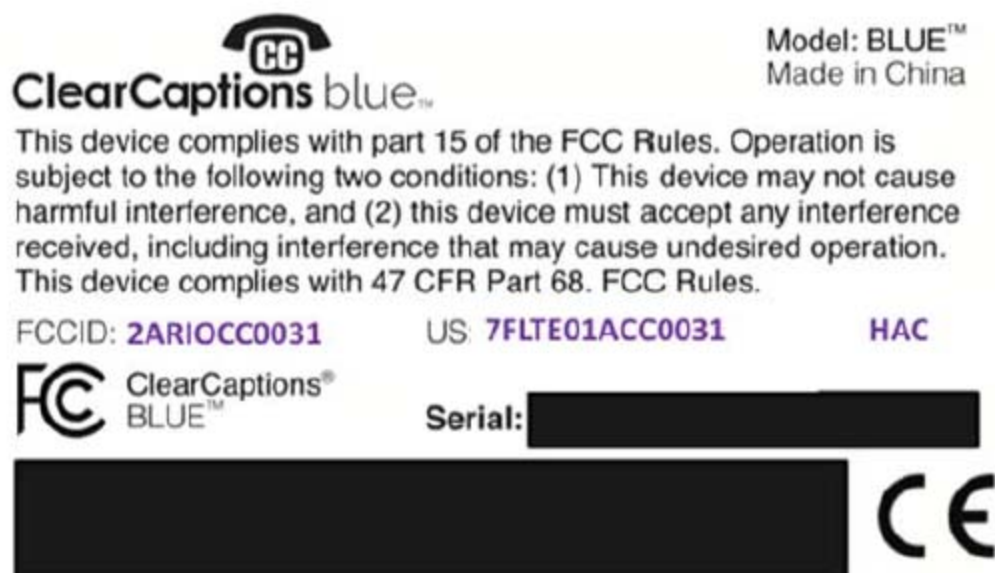 CC
ClearCaptions blue™
Model: BLUE™
Made in China
This device complies with part 15 of the FCC Rules. Operation is
subject to the following two conditions: (1) This device may not cause
harmful interference, and (2) this device must accept any interference
received, including interference that may cause undesired operation.
This device complies with 47 CFR Part 68. FCC Rules.
FCCID: 2ARIOCC0031 US: 7FLTE01ACC0031 HAC
FC ClearCaptions®
BLUE™
Serial:
CE